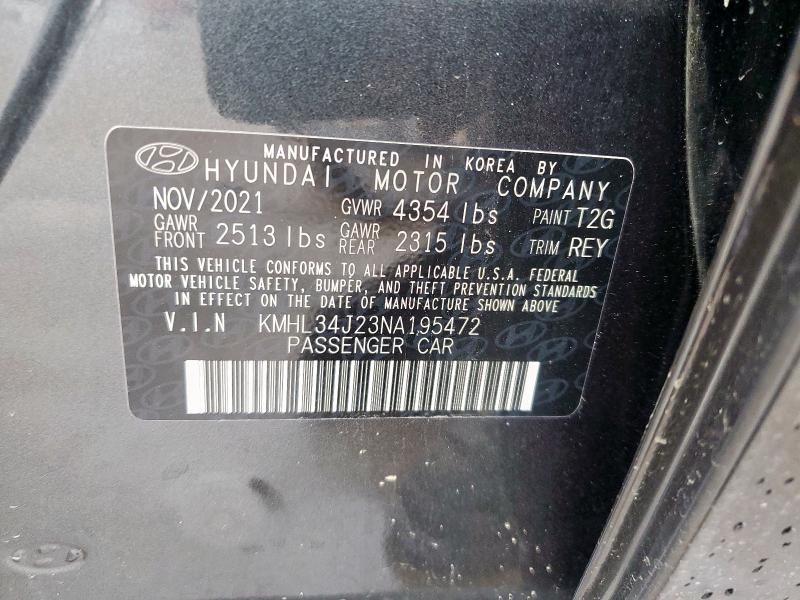 MANUFACTURED IN KOREA BY
HYUNDAI MOTOR COMPANY
NOV/2021 GVWR 4354 lbs PAINT T2G
GAWR FRONT 2513 lbs GAWR REAR 2315 lbs TRIM REY
THIS VEHICLE CONFORMS TO ALL APPLICABLE U.S.A. FEDERAL
MOTOR VEHICLE SAFETY, BUMPER, AND THEFT PREVENTION STANDARDS
IN EFFECT ON THE DATE OF MANUFACTURE SHOWN ABOVE
V.I.N KMHL34J23NA195472
PASSENGER CAR